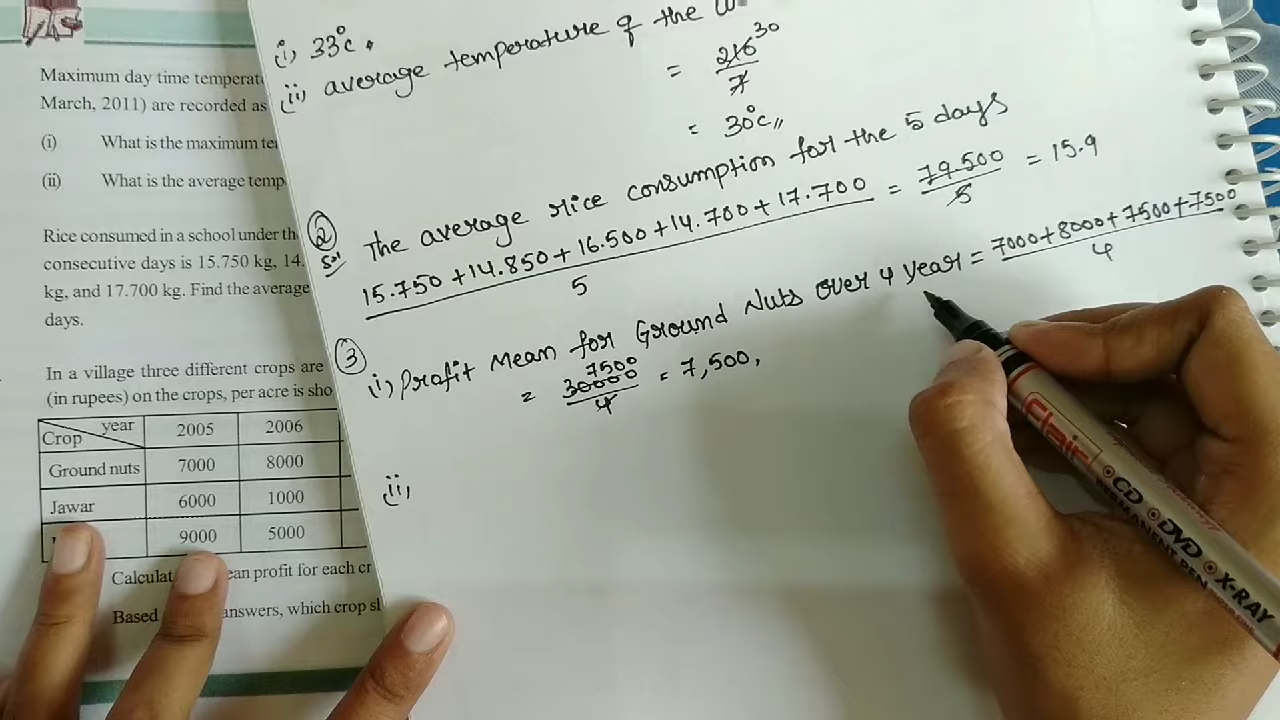 Maximum day time temperat
March, 2011) are recorded as
(i) What is the maximum te
(ii) What is the average temp
Rice consumed in a school under th
consecutive days is 15.750 kg, 14.
kg, and 17.700 kg. Find the average
days.
In a village three different crops are
(in rupees) on the crops, per acre is sho
Crop year 2005 2006
Ground nuts 7000 8000
Jawar 6000 1000
9000 5000
Calculat ean profit for each cr
Based answers, which crop sl
(i) 33°c.
(ii) average temperature of the
= 216 30
7
= 30°c,,
② The average rice consumption for the 5 days
Sol
15.750 + 14.850 + 16.500 + 14.700 + 17.700 = 79.500 = 15.9
5 5
③ (i) Profit Mean for Ground Nuts over 4 year = 7000+8000+7500+7500
4
= 30000 7500 = 7,500,
4
(ii,
Clair CD DVD X-RAY
PERMANENT PEN